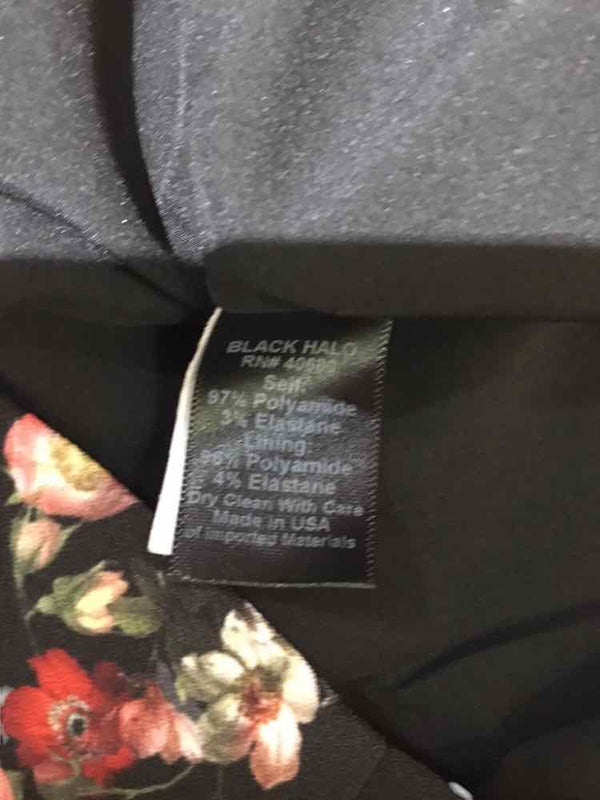 BLACK HALO
RN#
Self:
97% Polyamide
3% Elastane
Lining:
96% Polyamide
4% Elastane
Dry Clean With Care
Made in USA
of Imported Materials